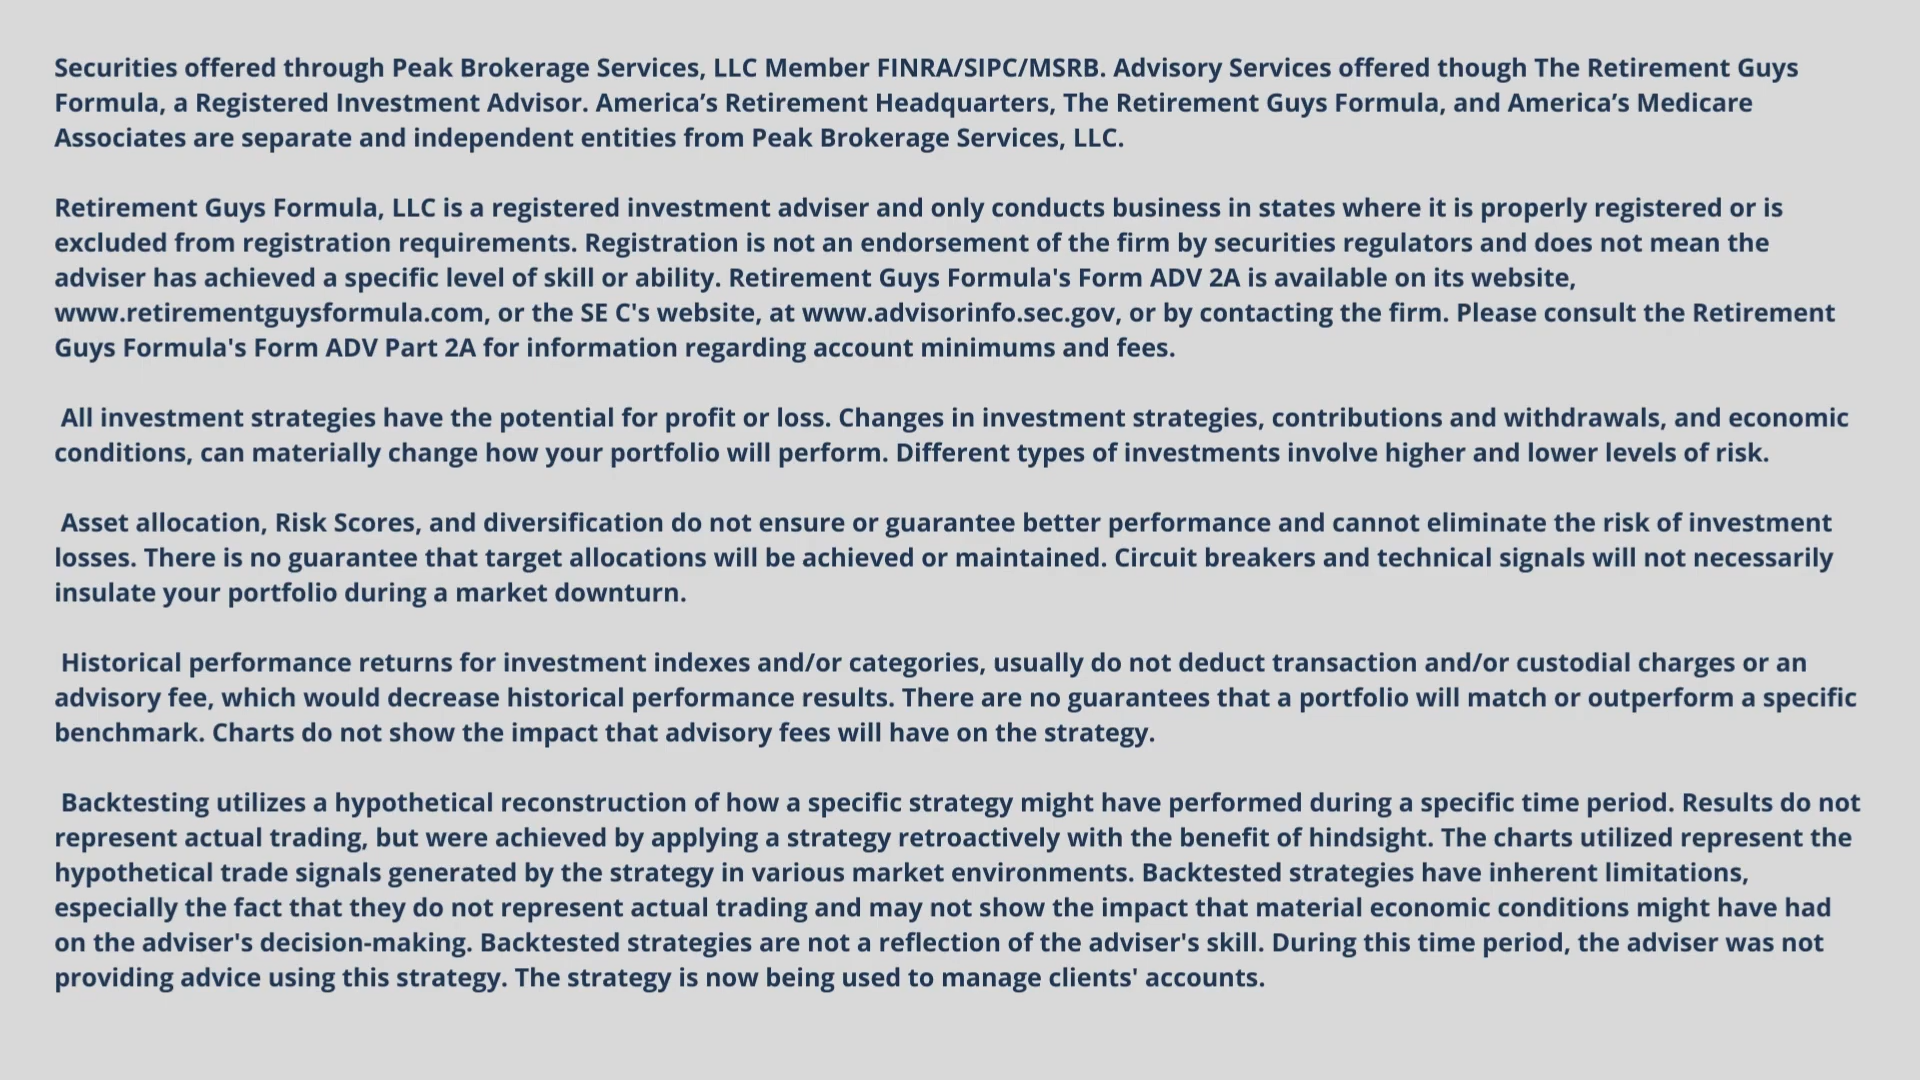 Securities offered through Peak Brokerage Services, LLC Member FINRA/SIPC/MSRB. Advisory Services offered though The Retirement Guys
Formula, a Registered Investment Advisor. America’s Retirement Headquarters, The Retirement Guys Formula, and America’s Medicare
Associates are separate and independent entities from Peak Brokerage Services, LLC.
Retirement Guys Formula, LLC is a registered investment adviser and only conducts business in states where it is properly registered or is
excluded from registration requirements. Registration is not an endorsement of the firm by securities regulators and does not mean the
adviser has achieved a specific level of skill or ability. Retirement Guys Formula's Form ADV 2A is available on its website,
www.retirementguysformula.com, or the SE C's website, at www.advisorinfo.sec.gov, or by contacting the firm. Please consult the Retirement
Guys Formula's Form ADV Part 2A for information regarding account minimums and fees.
All investment strategies have the potential for profit or loss. Changes in investment strategies, contributions and withdrawals, and economic
conditions, can materially change how your portfolio will perform. Different types of investments involve higher and lower levels of risk.
Asset allocation, Risk Scores, and diversification do not ensure or guarantee better performance and cannot eliminate the risk of investment
losses. There is no guarantee that target allocations will be achieved or maintained. Circuit breakers and technical signals will not necessarily
insulate your portfolio during a market downturn.
Historical performance returns for investment indexes and/or categories, usually do not deduct transaction and/or custodial charges or an
advisory fee, which would decrease historical performance results. There are no guarantees that a portfolio will match or outperform a specific
benchmark. Charts do not show the impact that advisory fees will have on the strategy.
Backtesting utilizes a hypothetical reconstruction of how a specific strategy might have performed during a specific time period. Results do not
represent actual trading, but were achieved by applying a strategy retroactively with the benefit of hindsight. The charts utilized represent the
hypothetical trade signals generated by the strategy in various market environments. Backtested strategies have inherent limitations,
especially the fact that they do not represent actual trading and may not show the impact that material economic conditions might have had
on the adviser's decision-making. Backtested strategies are not a reflection of the adviser's skill. During this time period, the adviser was not
providing advice using this strategy. The strategy is now being used to manage clients' accounts.